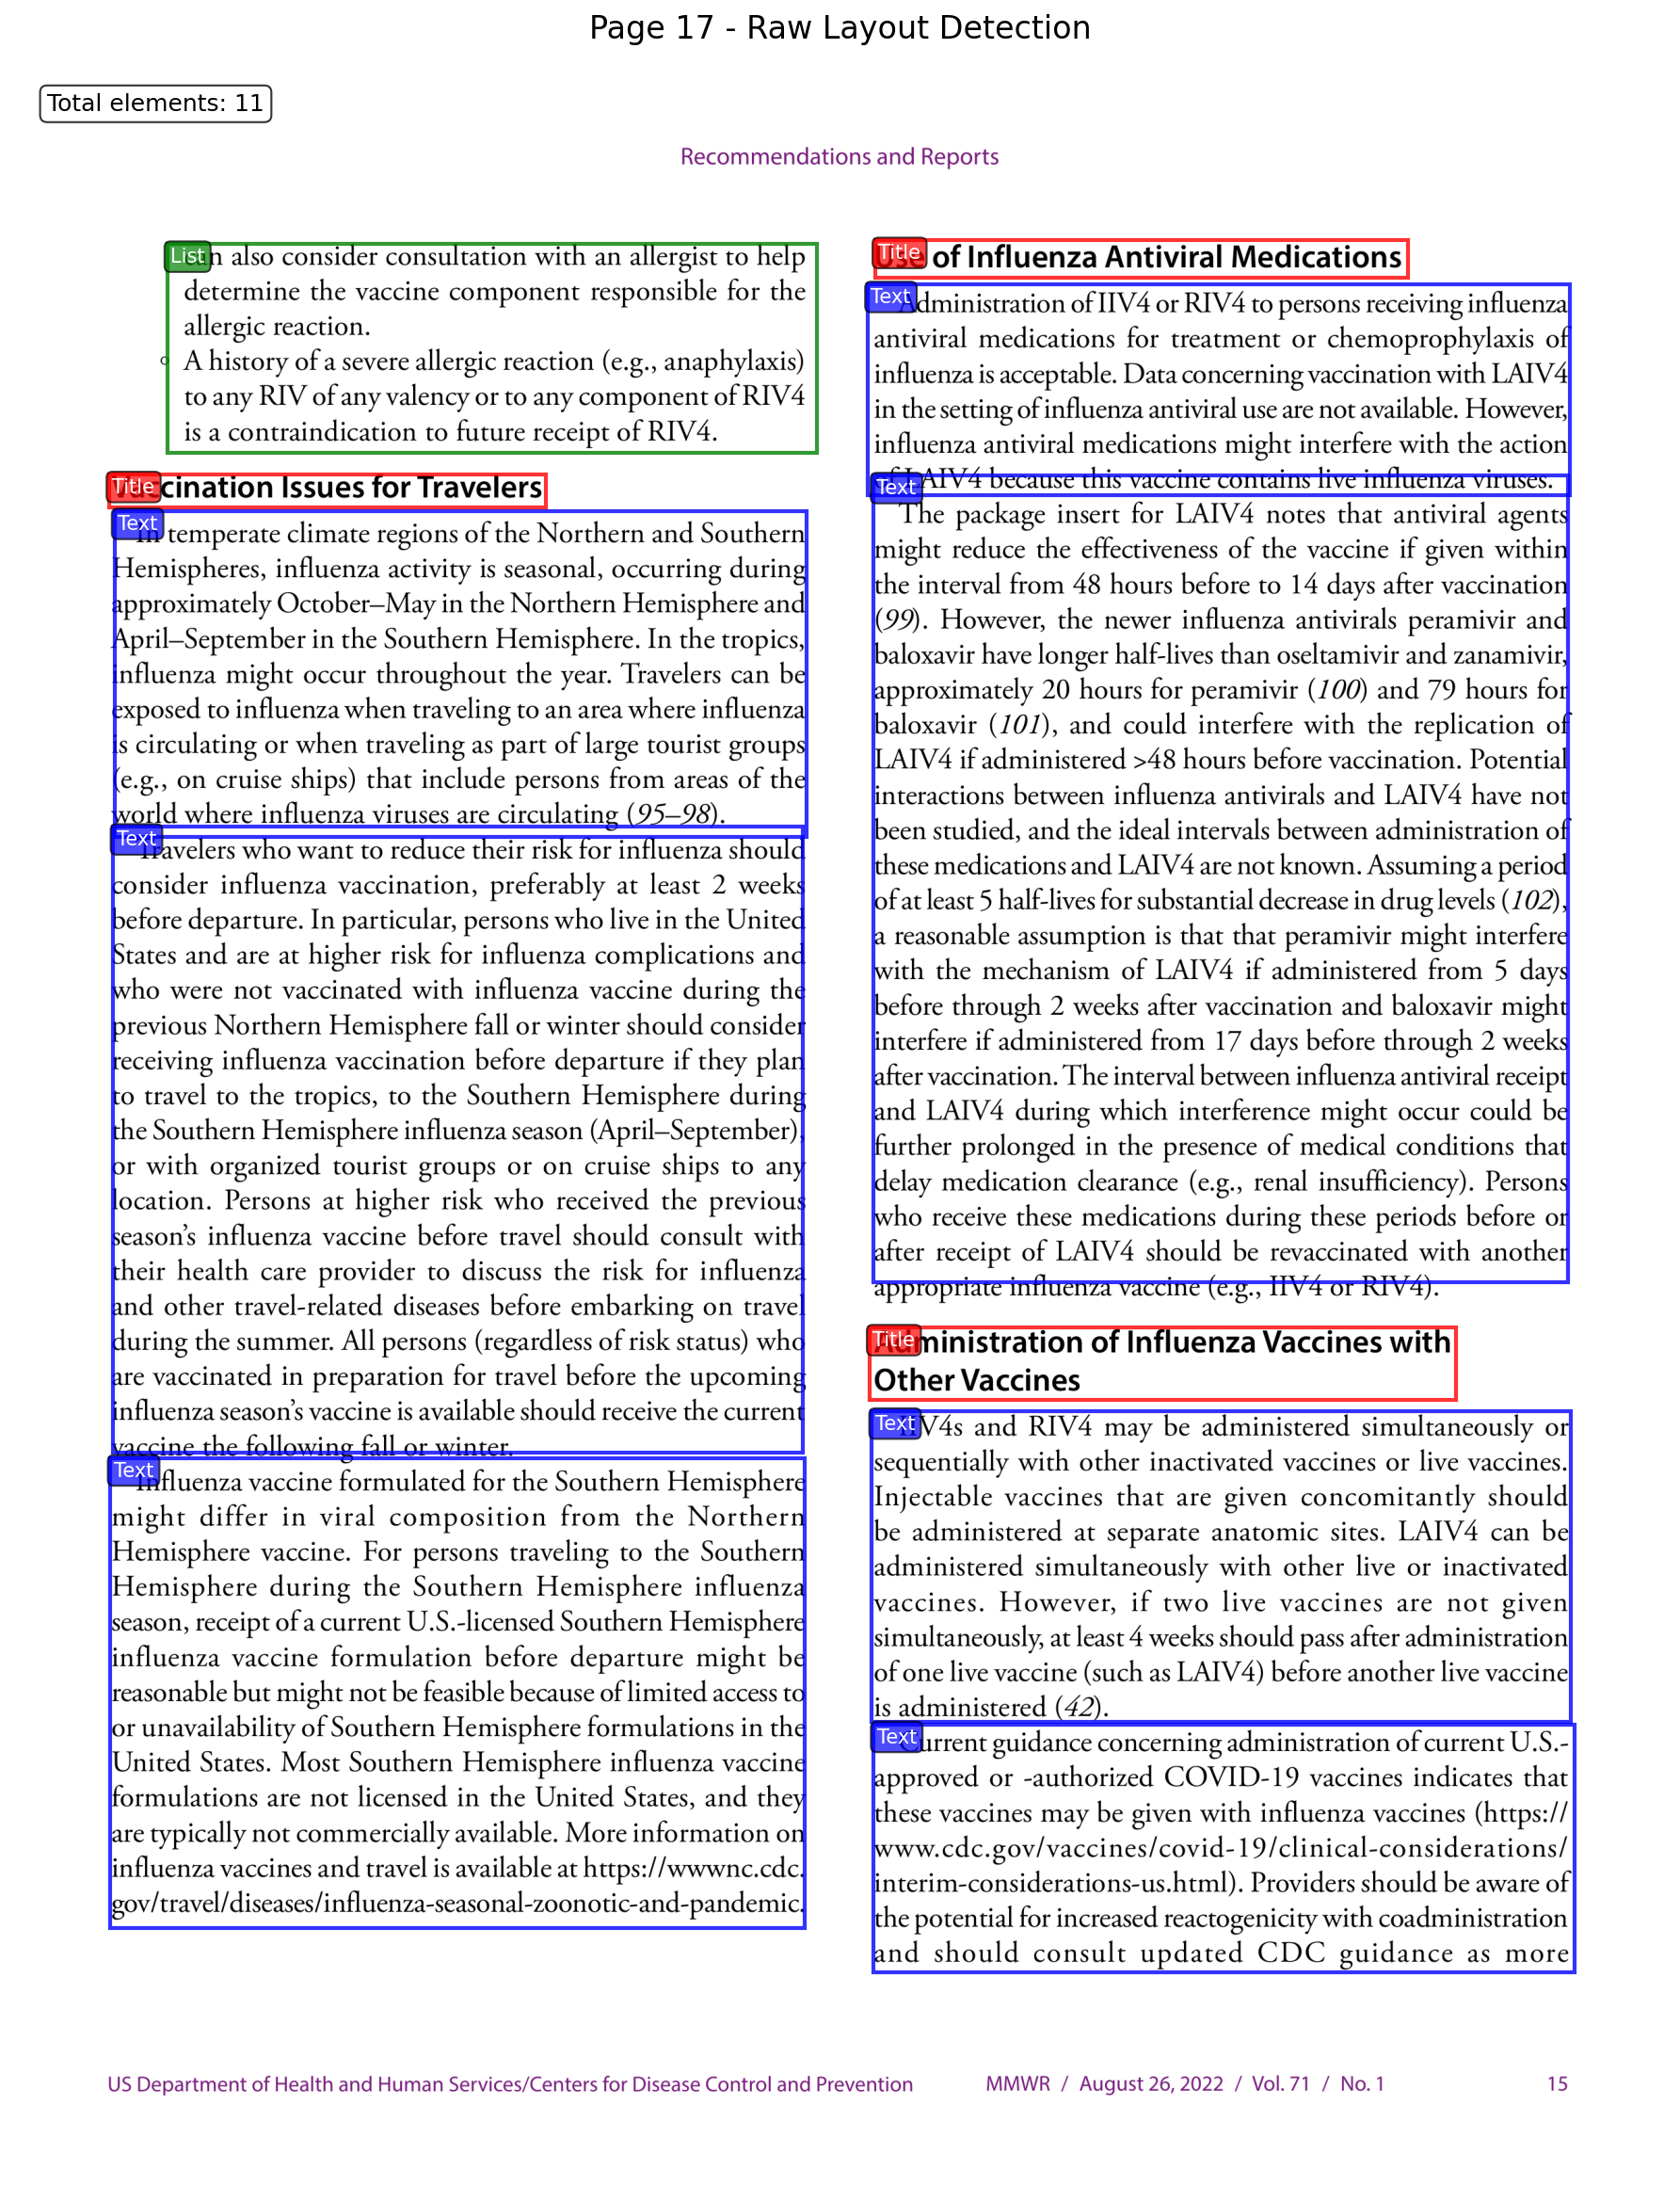 Page 17 - Raw Layout Detection
Total elements: 11
Recommendations and Reports
List
can also consider consultation with an allergist to help
determine the vaccine component responsible for the
allergic reaction.
○ A history of a severe allergic reaction (e.g., anaphylaxis)
to any RIV of any valency or to any component of RIV4
is a contraindication to future receipt of RIV4.
Title
Vaccination Issues for Travelers
Text
In temperate climate regions of the Northern and Southern
Hemispheres, influenza activity is seasonal, occurring during
approximately October–May in the Northern Hemisphere and
April–September in the Southern Hemisphere. In the tropics,
influenza might occur throughout the year. Travelers can be
exposed to influenza when traveling to an area where influenza
is circulating or when traveling as part of large tourist groups
(e.g., on cruise ships) that include persons from areas of the
world where influenza viruses are circulating (95–98).
Text
Travelers who want to reduce their risk for influenza should
consider influenza vaccination, preferably at least 2 weeks
before departure. In particular, persons who live in the United
States and are at higher risk for influenza complications and
who were not vaccinated with influenza vaccine during the
previous Northern Hemisphere fall or winter should consider
receiving influenza vaccination before departure if they plan
to travel to the tropics, to the Southern Hemisphere during
the Southern Hemisphere influenza season (April–September),
or with organized tourist groups or on cruise ships to any
location. Persons at higher risk who received the previous
season’s influenza vaccine before travel should consult with
their health care provider to discuss the risk for influenza
and other travel-related diseases before embarking on travel
during the summer. All persons (regardless of risk status) who
are vaccinated in preparation for travel before the upcoming
influenza season’s vaccine is available should receive the current
vaccine the following fall or winter.
Text
Influenza vaccine formulated for the Southern Hemisphere
might differ in viral composition from the Northern
Hemisphere vaccine. For persons traveling to the Southern
Hemisphere during the Southern Hemisphere influenza
season, receipt of a current U.S.-licensed Southern Hemisphere
influenza vaccine formulation before departure might be
reasonable but might not be feasible because of limited access to
or unavailability of Southern Hemisphere formulations in the
United States. Most Southern Hemisphere influenza vaccine
formulations are not licensed in the United States, and they
are typically not commercially available. More information on
influenza vaccines and travel is available at https://wwwnc.cdc.
gov/travel/diseases/influenza-seasonal-zoonotic-and-pandemic.
Title
Use of Influenza Antiviral Medications
Text
Administration of IIV4 or RIV4 to persons receiving influenza
antiviral medications for treatment or chemoprophylaxis of
influenza is acceptable. Data concerning vaccination with LAIV4
in the setting of influenza antiviral use are not available. However,
influenza antiviral medications might interfere with the action
of LAIV4 because this vaccine contains live influenza viruses.
Text
The package insert for LAIV4 notes that antiviral agents
might reduce the effectiveness of the vaccine if given within
the interval from 48 hours before to 14 days after vaccination
(99). However, the newer influenza antivirals peramivir and
baloxavir have longer half-lives than oseltamivir and zanamivir,
approximately 20 hours for peramivir (100) and 79 hours for
baloxavir (101), and could interfere with the replication of
LAIV4 if administered >48 hours before vaccination. Potential
interactions between influenza antivirals and LAIV4 have not
been studied, and the ideal intervals between administration of
these medications and LAIV4 are not known. Assuming a period
of at least 5 half-lives for substantial decrease in drug levels (102),
a reasonable assumption is that that peramivir might interfere
with the mechanism of LAIV4 if administered from 5 days
before through 2 weeks after vaccination and baloxavir might
interfere if administered from 17 days before through 2 weeks
after vaccination. The interval between influenza antiviral receipt
and LAIV4 during which interference might occur could be
further prolonged in the presence of medical conditions that
delay medication clearance (e.g., renal insufficiency). Persons
who receive these medications during these periods before or
after receipt of LAIV4 should be revaccinated with another
appropriate influenza vaccine (e.g., IIV4 or RIV4).
Title
Administration of Influenza Vaccines with
Other Vaccines
Text
IIV4s and RIV4 may be administered simultaneously or
sequentially with other inactivated vaccines or live vaccines.
Injectable vaccines that are given concomitantly should
be administered at separate anatomic sites. LAIV4 can be
administered simultaneously with other live or inactivated
vaccines. However, if two live vaccines are not given
simultaneously, at least 4 weeks should pass after administration
of one live vaccine (such as LAIV4) before another live vaccine
is administered (42).
Text
Current guidance concerning administration of current U.S.-
approved or -authorized COVID-19 vaccines indicates that
these vaccines may be given with influenza vaccines (https://
www.cdc.gov/vaccines/covid-19/clinical-considerations/
interim-considerations-us.html). Providers should be aware of
the potential for increased reactogenicity with coadministration
and should consult updated CDC guidance as more
US Department of Health and Human Services/Centers for Disease Control and Prevention MMWR / August 26, 2022 / Vol. 71 / No. 1 15